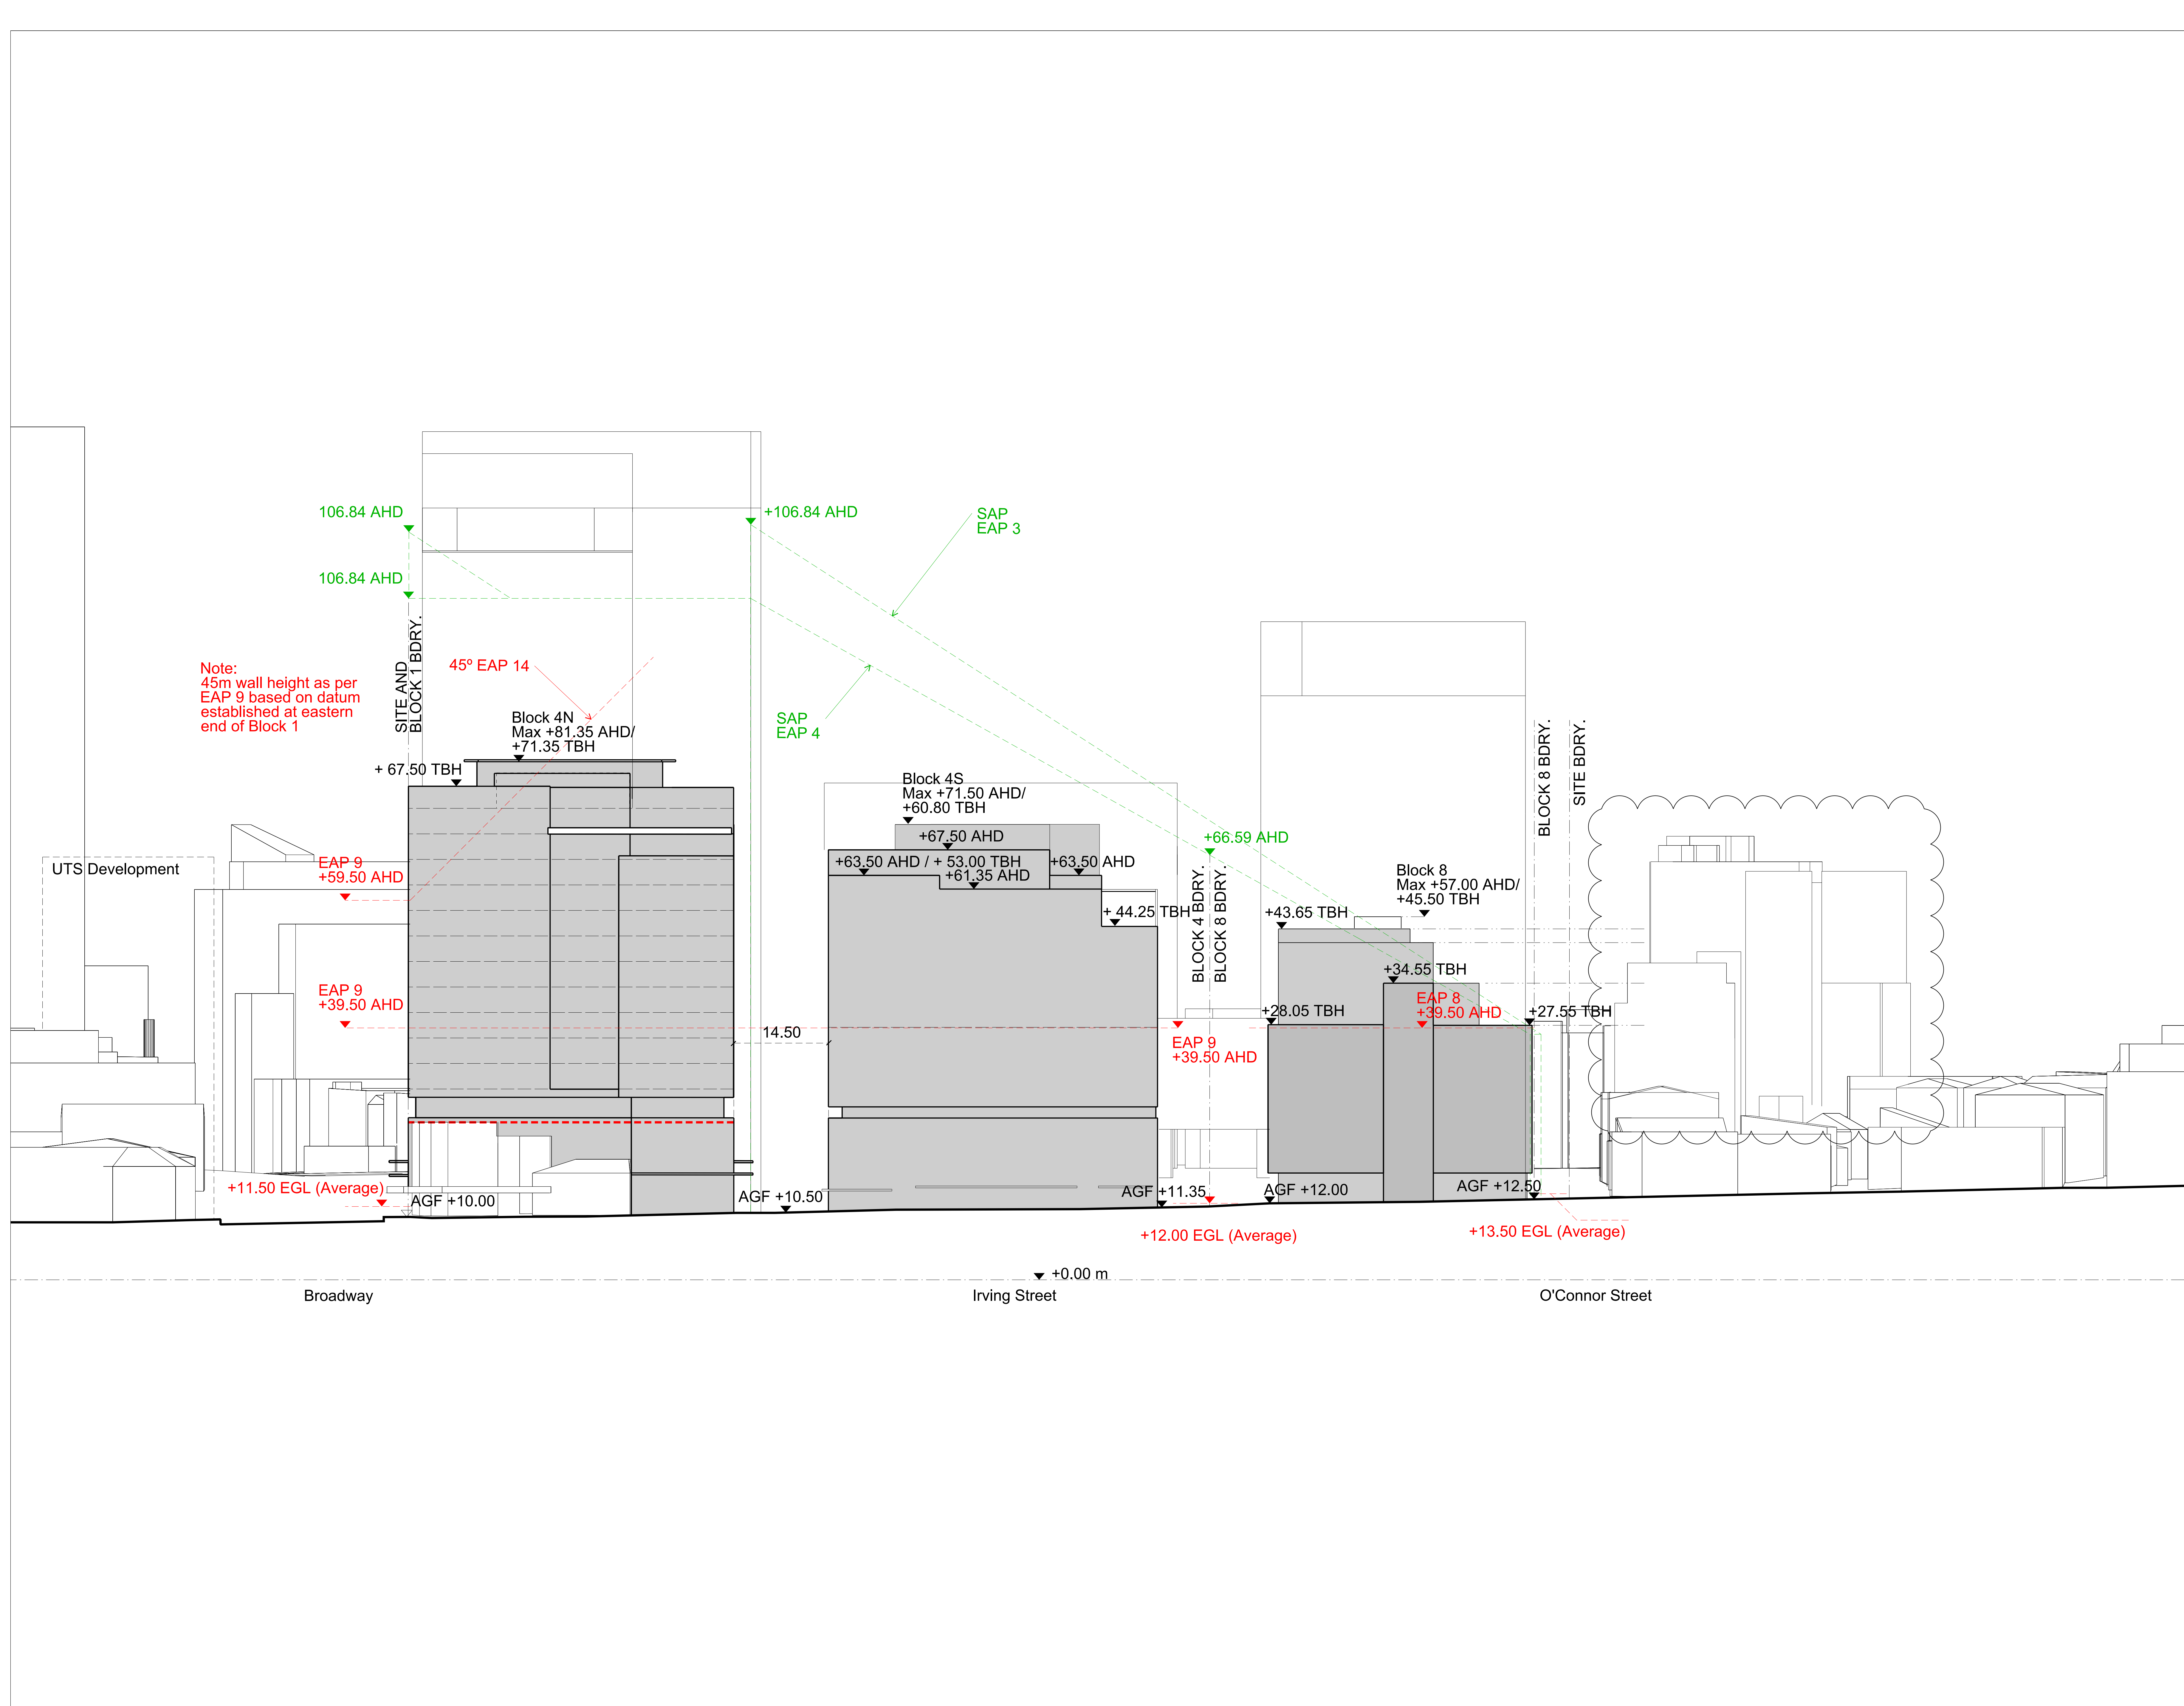 106.84 AHD
+106.84 AHD
SAP
EAP 3
106.84 AHD
SITE AND
BLOCK 1 BDRY.
Note:
45m wall height as per
EAP 9 based on datum
established at eastern
end of Block 1
45º EAP 14
SAP
EAP 4
Block 4N
Max +81.35 AHD/
+71.35 TBH
+ 67.50 TBH
Block 4S
Max +71.50 AHD/
+60.80 TBH
+67.50 AHD
+63.50 AHD / + 53.00 TBH
+63.50 AHD
+61.35 AHD
+ 44.25 TBH
+66.59 AHD
BLOCK 4 BDRY.
BLOCK 8 BDRY.
BLOCK 8 BDRY.
SITE BDRY.
Block 8
Max +57.00 AHD/
+45.50 TBH
+43.65 TBH
+34.55 TBH
EAP 8
+39.50 AHD
+28.05 TBH
+27.55 TBH
UTS Development
EAP 9
+59.50 AHD
EAP 9
+39.50 AHD
14.50
EAP 9
+39.50 AHD
+11.50 EGL (Average)
AGF +10.00
AGF +10.50
AGF +11.35
AGF +12.00
AGF +12.50
+12.00 EGL (Average)
+13.50 EGL (Average)
+0.00 m
Broadway
Irving Street
O'Connor Street